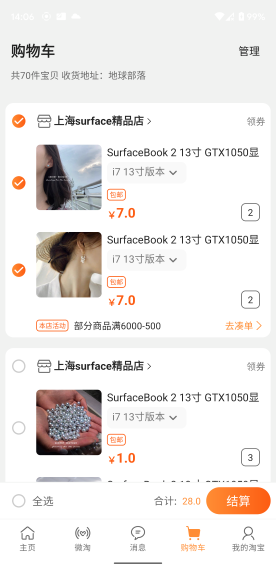 14:06
99%
购物车
管理
共70件宝贝 收货地址：地球部落
上海surface精品店
领券
SurfaceBook 2 13寸 GTX1050显
i7 13寸版本
包邮
￥7.0
2
SurfaceBook 2 13寸 GTX1050显
i7 13寸版本
包邮
￥7.0
2
本店活动 部分商品满6000-500
去凑单
上海surface精品店
领券
SurfaceBook 2 13寸 GTX1050显
i7 13寸版本
包邮
￥1.0
3
全选
合计： 28.0
结算
主页
微淘
消息
购物车
我的淘宝